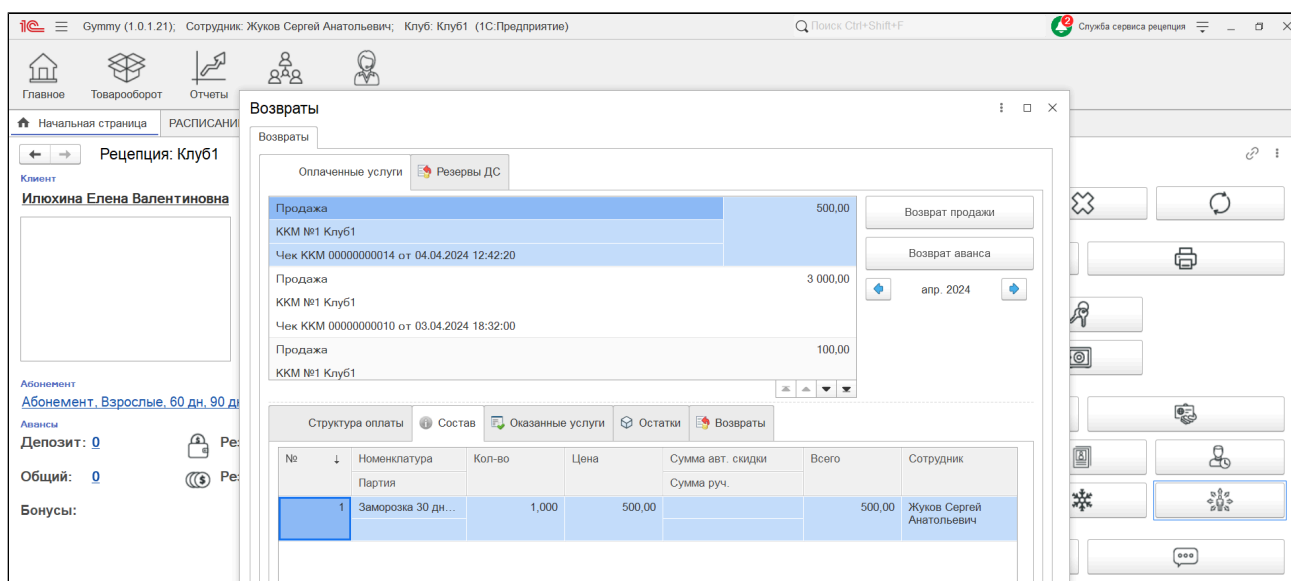 1С Gymmy (1.0.1.21); Сотрудник: Жуков Сергей Анатольевич; Клуб: Клуб1 (1С:Предприятие) Поиск Ctrl+Shift+F 2 Служба сервиса рецепция
Главное Товарооборот Отчеты
Начальная страница РАСПИСАНИ
Рецепция: Клуб1
Клиент
Илюхина Елена Валентиновна
Абонемент
Абонемент, Взрослые, 60 дн, 90 дн
Авансы
Депозит: 0 Ре
Общий: 0 Ре
Бонусы:
Возвраты
Возвраты
Оплаченные услуги Резервы ДС
Продажа 500,00
ККМ №1 Клуб1
Чек ККМ 00000000014 от 04.04.2024 12:42:20
Продажа 3 000,00
ККМ №1 Клуб1
Чек ККМ 00000000010 от 03.04.2024 18:32:00
Продажа 100,00
ККМ №1 Клуб1
Возврат продажи
Возврат аванса
апр. 2024
Структура оплаты Состав Оказанные услуги Остатки Возвраты
№ ↓ Номенклатура Кол-во Цена Сумма авт. скидки Всего Сотрудник
Партия Сумма руч.
1 Заморозка 30 дн... 1,000 500,00 500,00 Жуков Сергей
Анатольевич